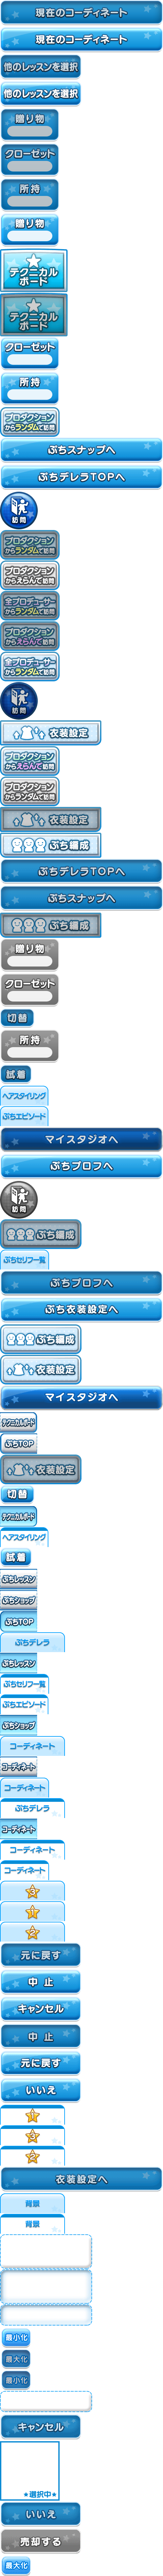 現在のコーディネート
現在のコーディネート
他のレッスンを選択
他のレッスンを選択
贈り物
クローゼット
所持
贈り物
テクニカル
ボード
テクニカル
ボード
クローゼット
所持
プロダクション
からランダムで訪問
ぷちスナップへ
ぷちデレラTOPへ
訪問
プロダクション
からランダムで訪問
プロダクション
からえらんで訪問
全プロデューサー
からランダムで訪問
プロダクション
からえらんで訪問
全プロデューサー
からランダムで訪問
訪問
衣装設定
プロダクション
からえらんで訪問
プロダクション
からランダムで訪問
衣装設定
ぷち編成
ぷちデレラTOPへ
ぷちスナップへ
ぷち編成
贈り物
クローゼット
切替
所持
試着
ヘアスタイリング
ぷちエピソード
マイスタジオへ
ぷちプロフへ
訪問
ぷち編成
ぷちセリフ一覧
ぷちプロフへ
ぷち衣装設定へ
ぷち編成
衣装設定
マイスタジオへ
テクニカルボード
ぷちTOP
衣装設定
切替
テクニカルボード
ヘアスタイリング
試着
ぷちレッスン
ぷちショップ
ぷちTOP
ぷちデレラ
ぷちレッスン
ぷちセリフ一覧
ぷちエピソード
ぷちショップ
コーディネート
コーディネート
コーディネート
ぷちデレラ
コーディネート
コーディネート
コーディネート
元に戻す
中止
キャンセル
中止
元に戻す
いいえ
衣装設定へ
背景
背景
最小化
最大化
最小化
キャンセル
★選択中★
いいえ
売却する
最大化